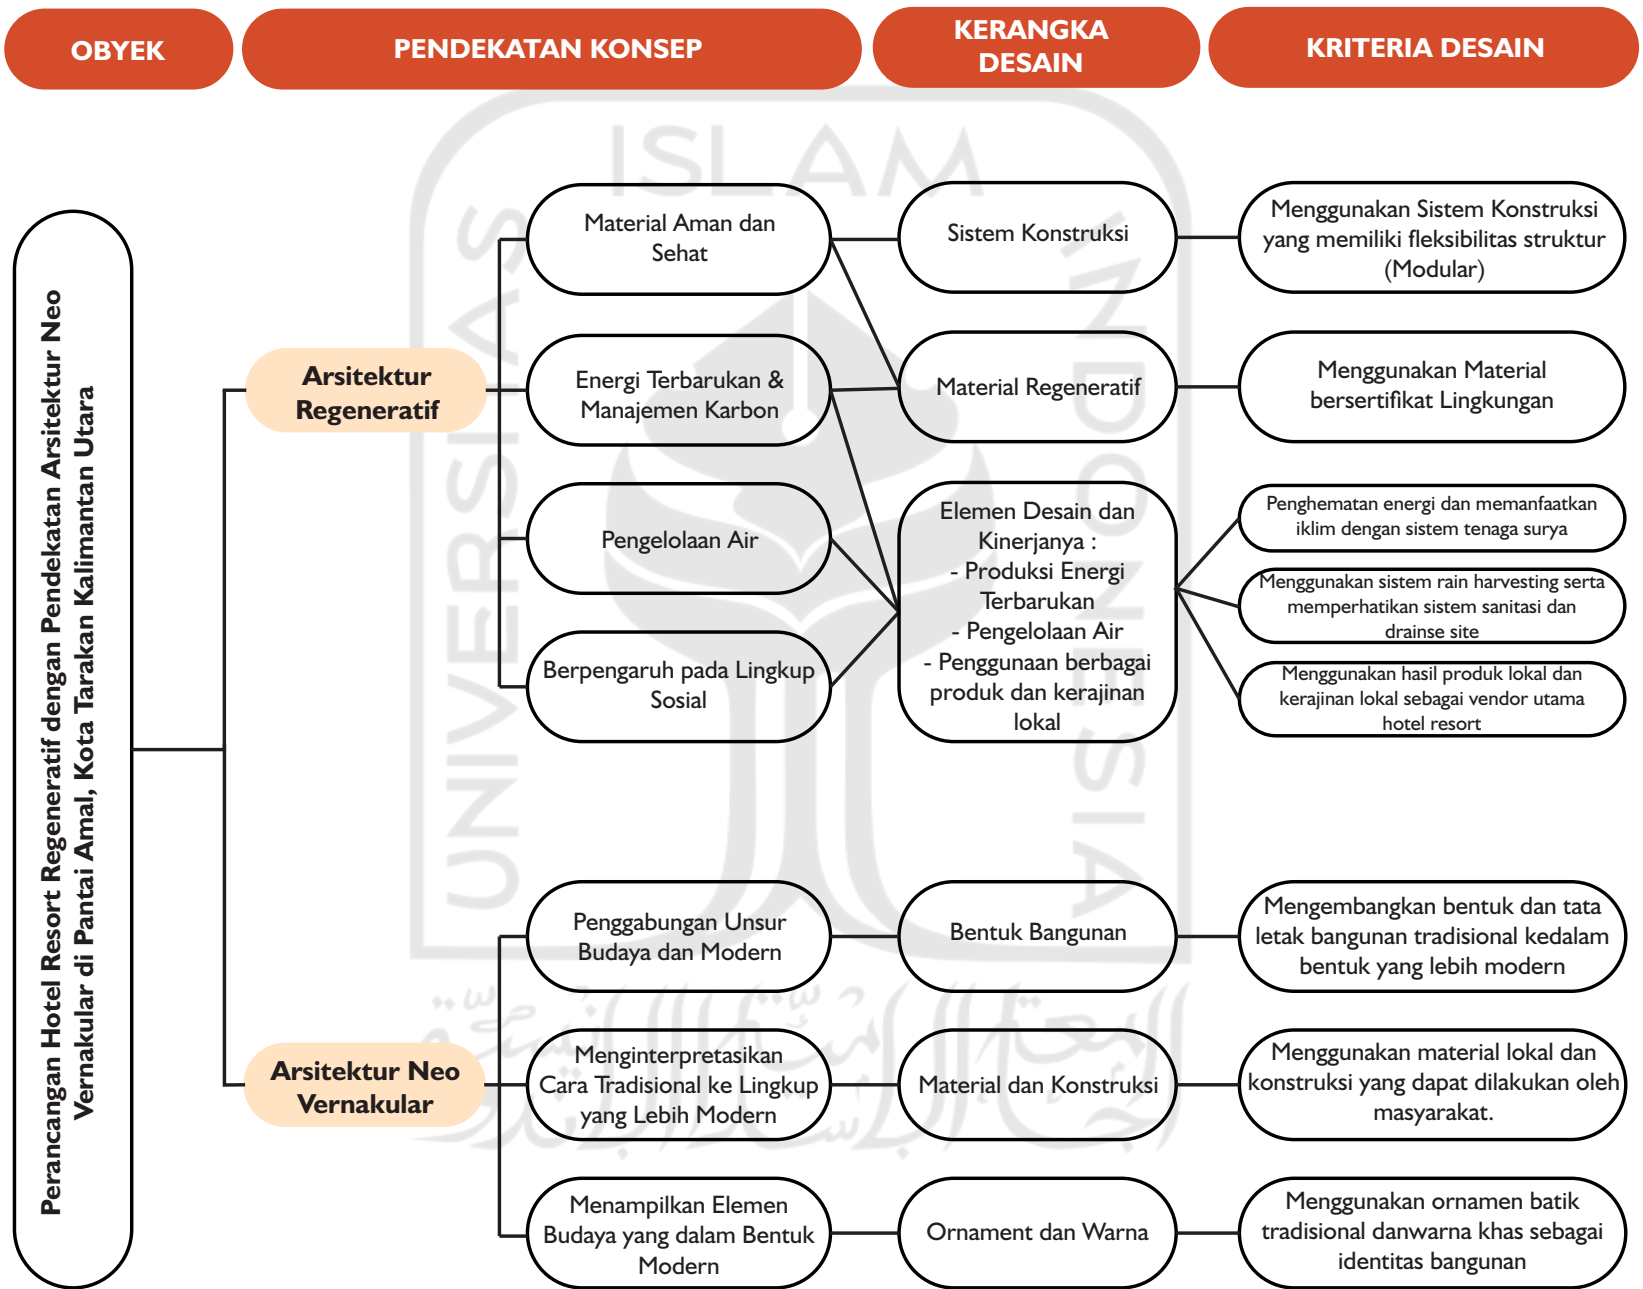 OBYEK
PENDEKATAN KONSEP
KERANGKA
DESAIN
KRITERIA DESAIN
Perancangan Hotel Resort Regeneratif dengan Pendekatan Arsitektur Neo
Vernakular di Pantai Amal, Kota Tarakan Kalimantan Utara
Arsitektur
Regeneratif
Material Aman dan
Sehat
Sistem Konstruksi
Menggunakan Sistem Konstruksi
yang memiliki fleksibilitas struktur
(Modular)
Energi Terbarukan &
Manajemen Karbon
Material Regeneratif
Menggunakan Material
bersertifikat Lingkungan
Pengelolaan Air
Berpengaruh pada Lingkup
Sosial
Elemen Desain dan
Kinerjanya :
- Produksi Energi
Terbarukan
- Pengelolaan Air
- Penggunaan berbagai
produk dan kerajinan
lokal
Penghematan energi dan memanfaatkan
iklim dengan sistem tenaga surya
Menggunakan sistem rain harvesting serta
memperhatikan sistem sanitasi dan
drainse site
Menggunakan hasil produk lokal dan
kerajinan lokal sebagai vendor utama
hotel resort
Arsitektur Neo
Vernakular
Penggabungan Unsur
Budaya dan Modern
Bentuk Bangunan
Mengembangkan bentuk dan tata
letak bangunan tradisional kedalam
bentuk yang lebih modern
Menginterpretasikan
Cara Tradisional ke Lingkup
yang Lebih Modern
Material dan Konstruksi
Menggunakan material lokal dan
konstruksi yang dapat dilakukan oleh
masyarakat.
Menampilkan Elemen
Budaya yang dalam Bentuk
Modern
Ornament dan Warna
Menggunakan ornamen batik
tradisional danwarna khas sebagai
identitas bangunan
UNIVERSITAS
ISLAM
INDONESIA